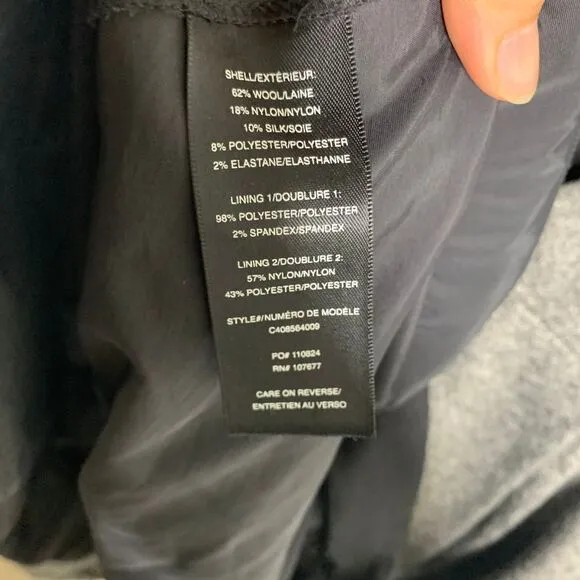 SHELL/EXTÉRIEUR:
62% WOOL/LAINE
18% NYLON/NYLON
10% SILK/SOIE
8% POLYESTER/POLYESTER
2% ELASTANE/ELASTHANNE
LINING 1/DOUBLURE 1:
98% POLYESTER/POLYESTER
2% SPANDEX/SPANDEX
LINING 2/DOUBLURE 2:
57% NYLON/NYLON
43% POLYESTER/POLYESTER
STYLE#/NUMÉRO DE MODÈLE
C408564009
PO# 110824
RN# 107677
CARE ON REVERSE/
ENTRETIEN AU VERSO